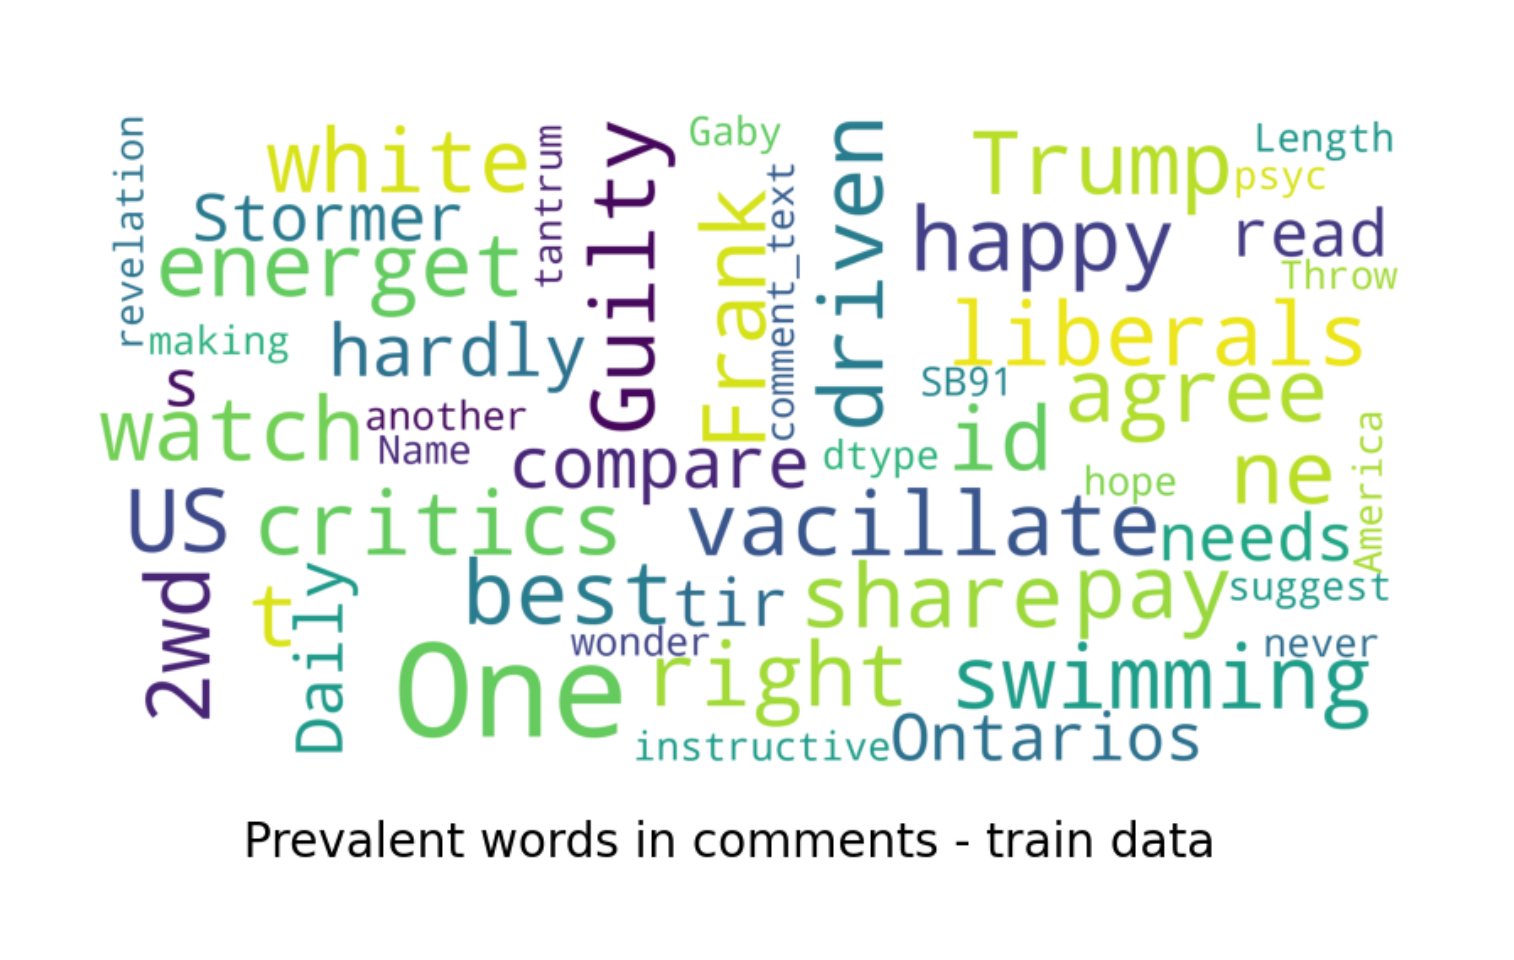 revelation
white
tantrum
Guilty
Gaby
driven
Trump
Length
psyc
Stormer
Frank
comment_text
happy
read
energet
Throw
making
hardly
liberals
s
SB91
agree
watch
another
Name
compare
dtype
id
hope
ne
America
US
critics
vacillate
needs
2wd
t
Daily
best
tir
share
pay
suggest
wonder
never
One
right
swimming
instructive
Ontarios
Prevalent words in comments - train data